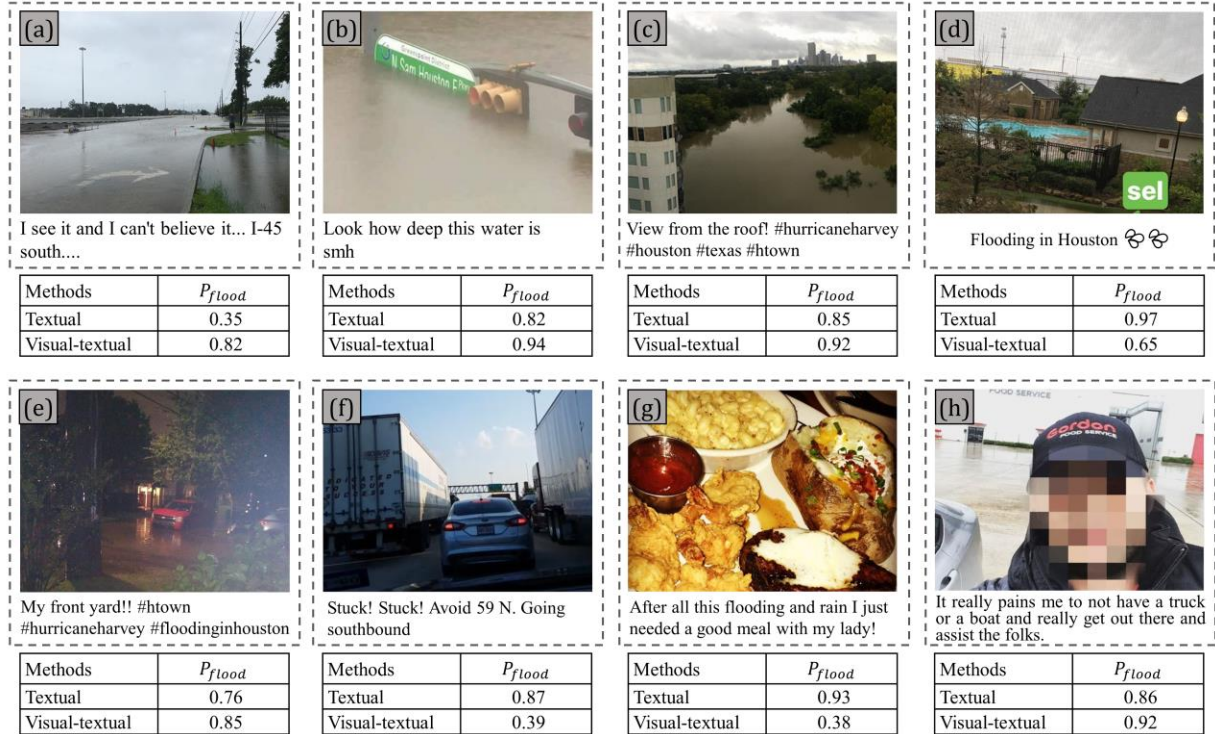 (a)
I see it and I can't believe it... I-45
south....
Methods P_flood
Textual 0.35
Visual-textual 0.82
(b)
Greenspoint District
N Sam Houston
Look how deep this water is
smh
Methods P_flood
Textual 0.82
Visual-textual 0.94
(c)
View from the roof! #hurricaneharvey
#houston #texas #htown
Methods P_flood
Textual 0.85
Visual-textual 0.92
(d)
sel
Flooding in Houston
Methods P_flood
Textual 0.97
Visual-textual 0.65
(e)
My front yard!! #htown
#hurricaneharvey #floodinginhouston
Methods P_flood
Textual 0.76
Visual-textual 0.85
(f)
Stuck! Stuck! Avoid 59 N. Going
southbound
Methods P_flood
Textual 0.87
Visual-textual 0.39
(g)
After all this flooding and rain I just
needed a good meal with my lady!
Methods P_flood
Textual 0.93
Visual-textual 0.38
(h)
FOOD SERVICE
Gordon
FOOD SERVICE
It really pains me to not have a truck
or a boat and really get out there and
assist the folks.
Methods P_flood
Textual 0.86
Visual-textual 0.92